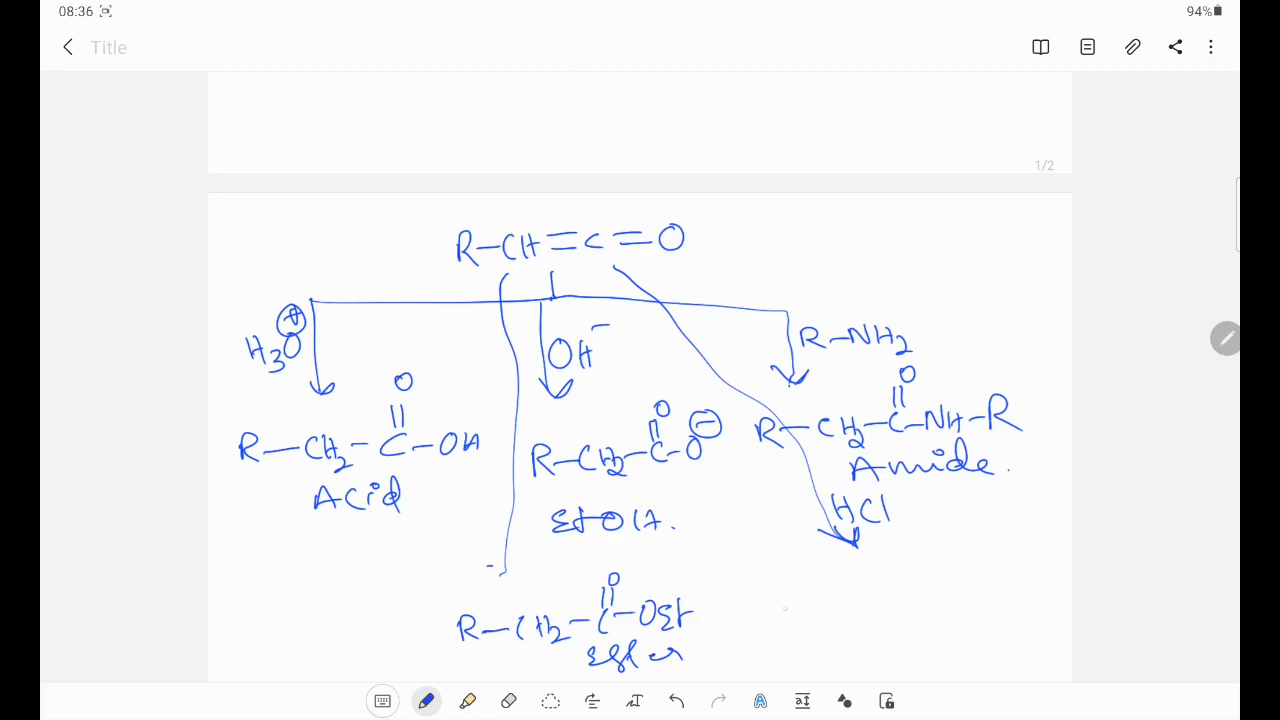 08:36
94%
Title
1/2
R-CH=C=O
H3O⊕
OH⁻
R-NH2
R-CH2-C(=O)-OH
Acid
R-CH2-C(=O)-O⊖
R-CH2-C(=O)-NH-R
Amide.
EtOH.
HCl
R-CH2-C(=O)-OEt
Ester